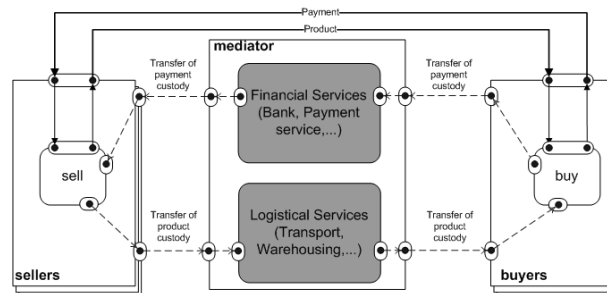 Payment
Product
mediator
Transfer of
payment
custody
Financial Services
(Bank, Payment
service,...)
Transfer of
payment
custody
sell
buy
Transfer of
product
custody
Logistical Services
(Transport,
Warehousing,...)
Transfer of
product
custody
sellers
buyers